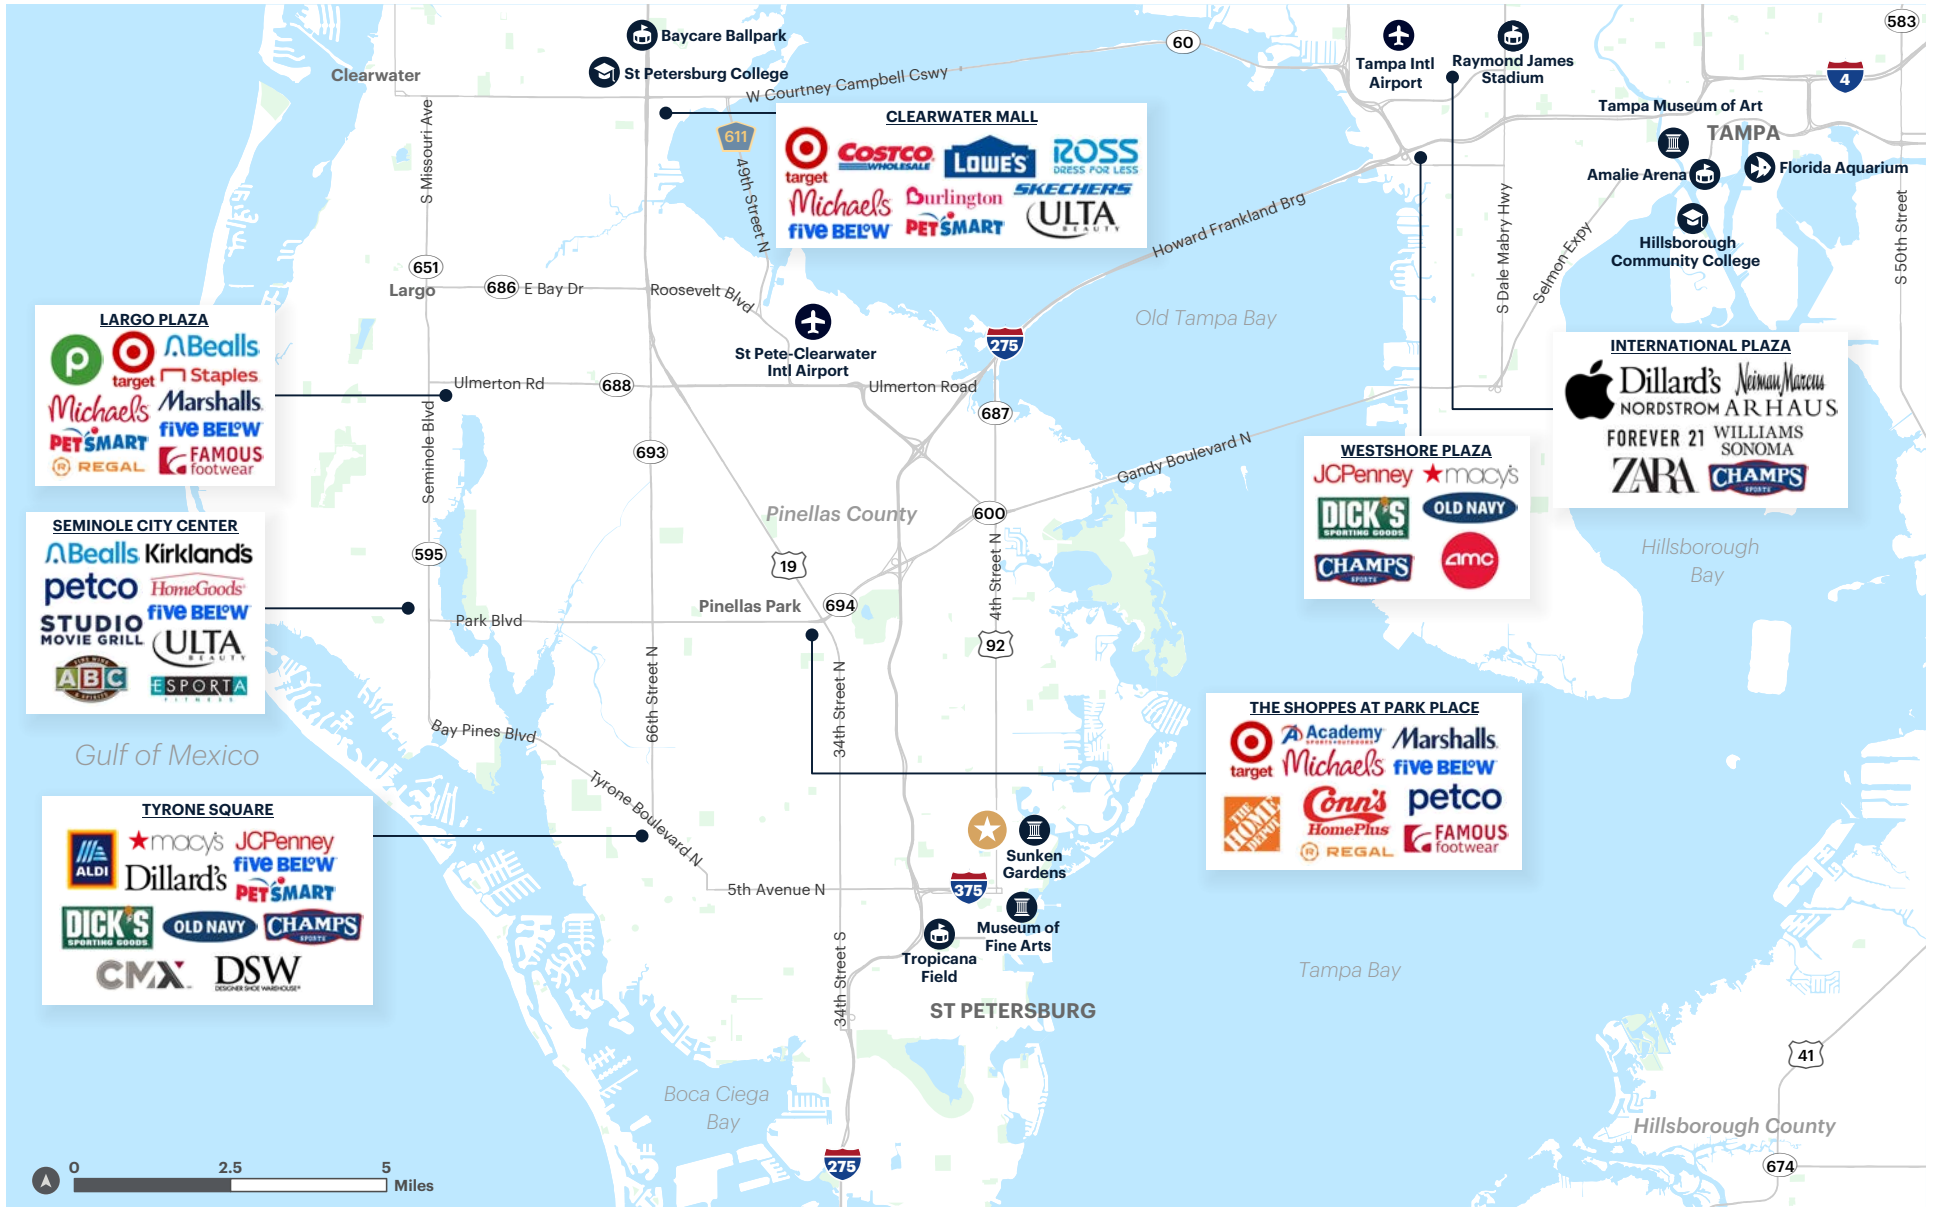 Baycare Ballpark
St Petersburg College
Clearwater
W Courtney Campbell Cswy
60
Tampa Intl
Airport
Raymond James
Stadium
583
4
Tampa Museum of Art
TAMPA
Amalie Arena
Florida Aquarium
Hillsborough
Community College
S Missouri Ave
611
49th Street N
CLEARWATER MALL
target
COSTCO
WHOLESALE
LOWE'S
ROSS
DRESS FOR LESS
Michaels
Burlington
SKECHERS
five BELOW
PETSMART
ULTA
BEAUTY
Howard Frankland Brg
S Dale Mabry Hwy
Selmon Expy
S 50th Street
651
Largo
686
E Bay Dr
Roosevelt Blvd
St Pete-Clearwater
Intl Airport
275
Old Tampa Bay
LARGO PLAZA
P
target
Bealls
Staples
Michaels
Marshalls.
PETSMART
five BELOW
R REGAL
FAMOUS
footwear
Ulmerton Rd
688
Ulmerton Road
687
Seminole Blvd
693
Gandy Boulevard N
INTERNATIONAL PLAZA
Dillard's
Neiman Marcus
NORDSTROM
ARHAUS
FOREVER 21
WILLIAMS
SONOMA
ZARA
CHAMPS
SPORTS
WESTSHORE PLAZA
JCPenney
macy's
DICK'S
SPORTING GOODS
OLD NAVY
CHAMPS
SPORTS
amc
Pinellas County
600
SEMINOLE CITY CENTER
Bealls
Kirkland's
petco
HomeGoods
STUDIO
MOVIE GRILL
five BELOW
ULTA
BEAUTY
FINE WINE
ABC
& SPIRITS
ESPORTA
FITNESS
595
19
4th Street N
Hillsborough
Bay
Pinellas Park
694
Park Blvd
92
66th Street N
34th Street N
Bay Pines Blvd
Gulf of Mexico
THE SHOPPES AT PARK PLACE
target
Academy
SPORTS+OUTDOORS
Marshalls.
Michaels
five BELOW
THE
HOME
DEPOT
Conn's
HomePlus
petco
R REGAL
FAMOUS
footwear
Tyrone Boulevard N
TYRONE SQUARE
ALDI
macy's
JCPenney
Dillard's
five BELOW
PETSMART
DICK'S
SPORTING GOODS
OLD NAVY
CHAMPS
SPORTS
CMX
DSW
DESIGNER SHOE WAREHOUSE
Sunken
Gardens
5th Avenue N
375
Museum of
Fine Arts
Tropicana
Field
34th Street S
ST PETERSBURG
Tampa Bay
41
Boca Ciega
Bay
Hillsborough County
275
674
0 2.5 5
Miles